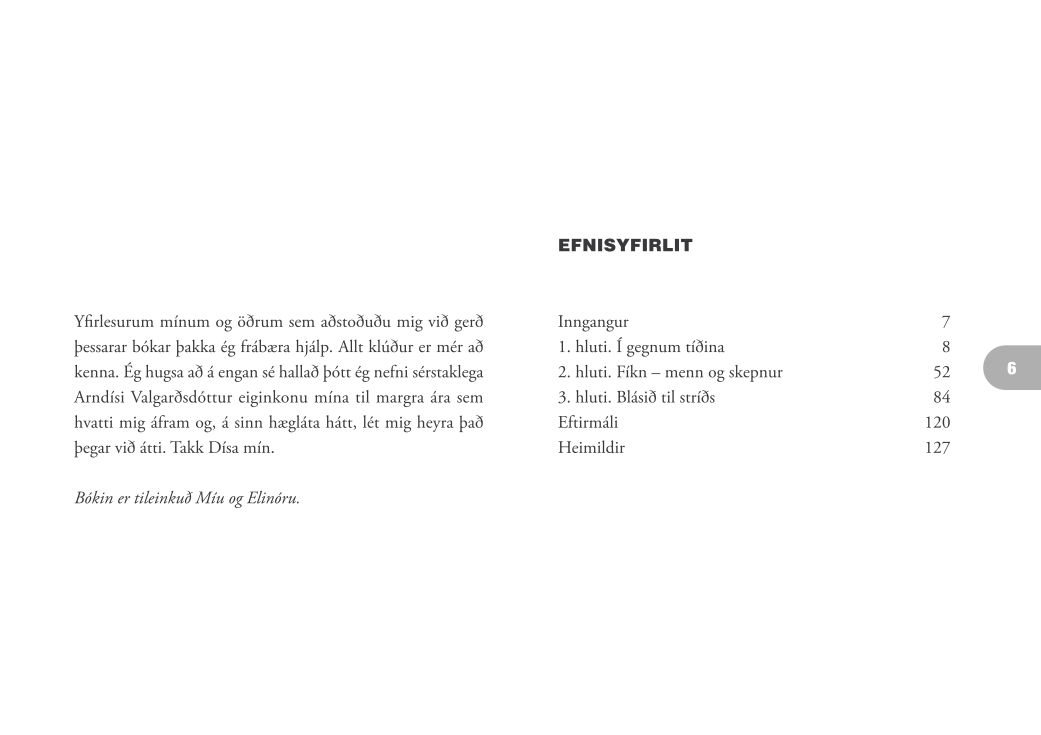 Yfirlesurum mínum og öðrum sem aðstoðuðu mig við gerð
þessarar bókar þakka ég frábæra hjálp. Allt klúður er mér að
kenna. Ég hugsa að á engan sé hallað þótt ég nefni sérstaklega
Arndísi Valgarðsdóttur eiginkonu mína til margra ára sem
hvatti mig áfram og, á sinn hægláta hátt, lét mig heyra það
þegar við átti. Takk Dísa mín.
Bókin er tileinkuð Míu og Elinóru.
EFNISYFIRLIT
Inngangur 7
1. hluti. Í gegnum tíðina 8
2. hluti. Fíkn – menn og skepnur 52
3. hluti. Blásið til stríðs 84
Eftirmáli 120
Heimildir 127
6